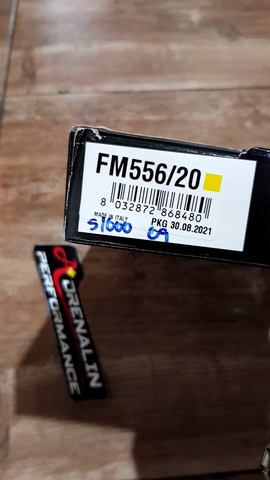 FM556/20
8 032872 868480
MADE IN ITALY
PKG 30.08.2021
S1000 09
ADRENALIN
PERFORMANCE